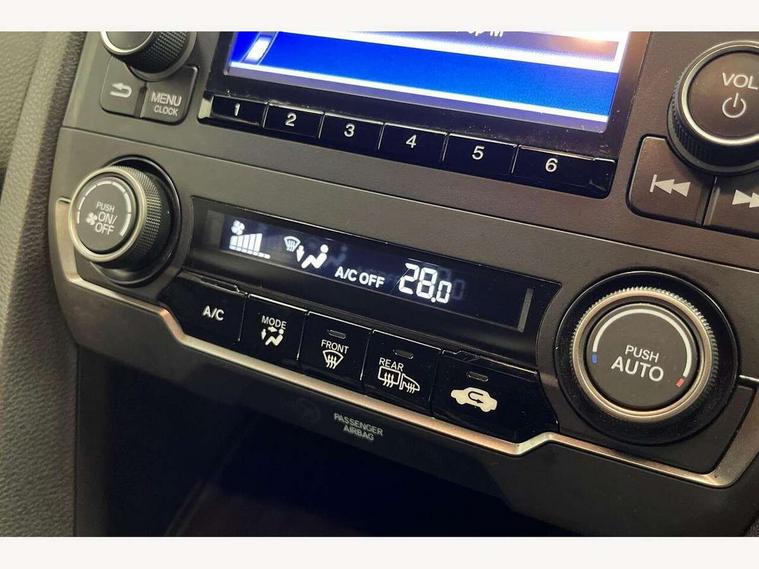 MENU
CLOCK
1 2 3 4 5 6
VOL
PUSH
ON/
OFF
A/C OFF 28.0
A/C
MODE
FRONT
REAR
PUSH
AUTO
PASSENGER
AIRBAG